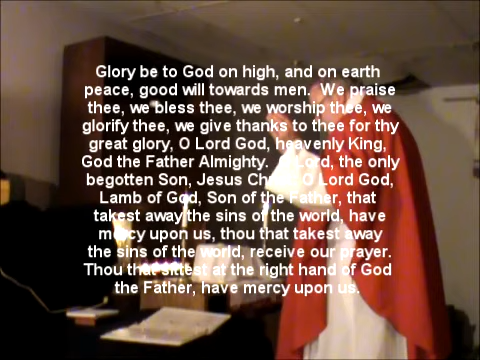 Glory be to God on high, and on earth
peace, good will towards men.  We praise
thee, we bless thee, we worship thee, we
glorify thee, we give thanks to thee for thy
great glory, O Lord God, heavenly King,
God the Father Almighty.  O Lord, the only
begotten Son, Jesus Christ, O Lord God,
Lamb of God, Son of the Father, that
takest away the sins of the world, have
mercy upon us, thou that takest away
the sins of the world, receive our prayer.
Thou that sittest at the right hand of God
the Father, have mercy upon us.